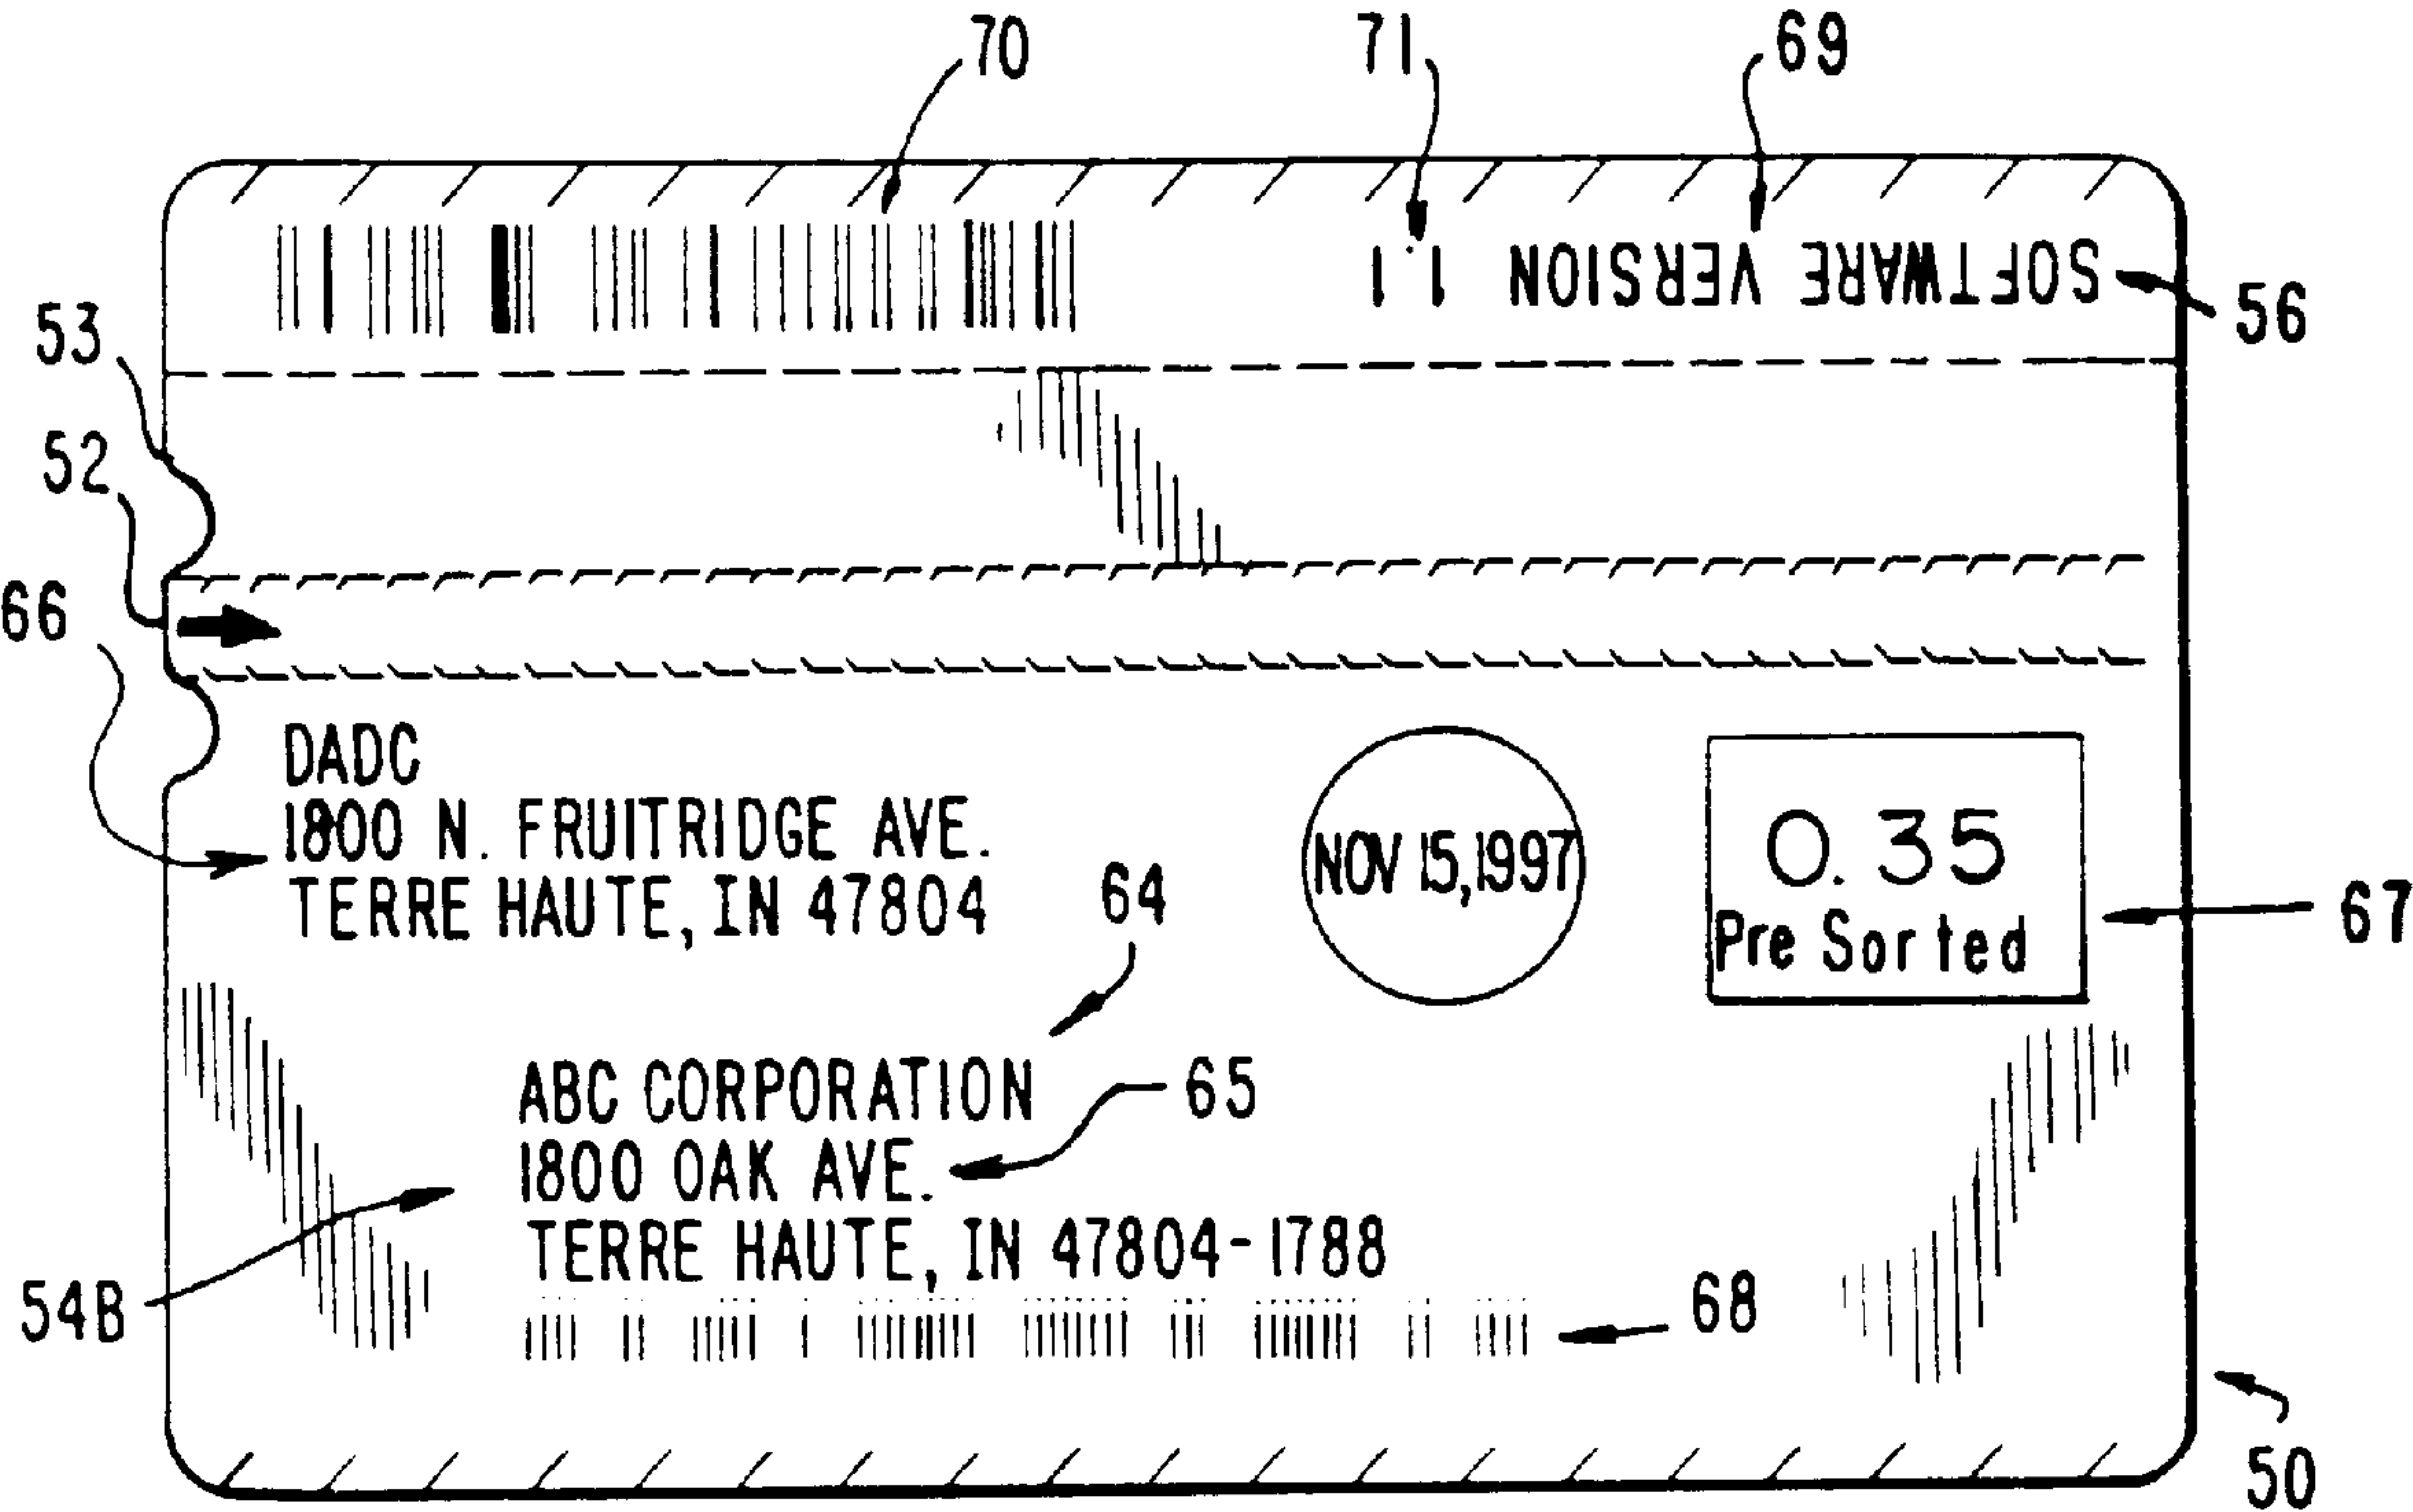 70
71
69
SOFTWARE VERSION 1.1
56
53
52
66
DADC
1800 N. FRUITRIDGE AVE.
TERRE HAUTE, IN 47804
NOV 15,1997
0.35
Pre Sorted
67
64
ABC CORPORATION
65
1800 OAK AVE.
TERRE HAUTE, IN 47804-1788
54B
68
50